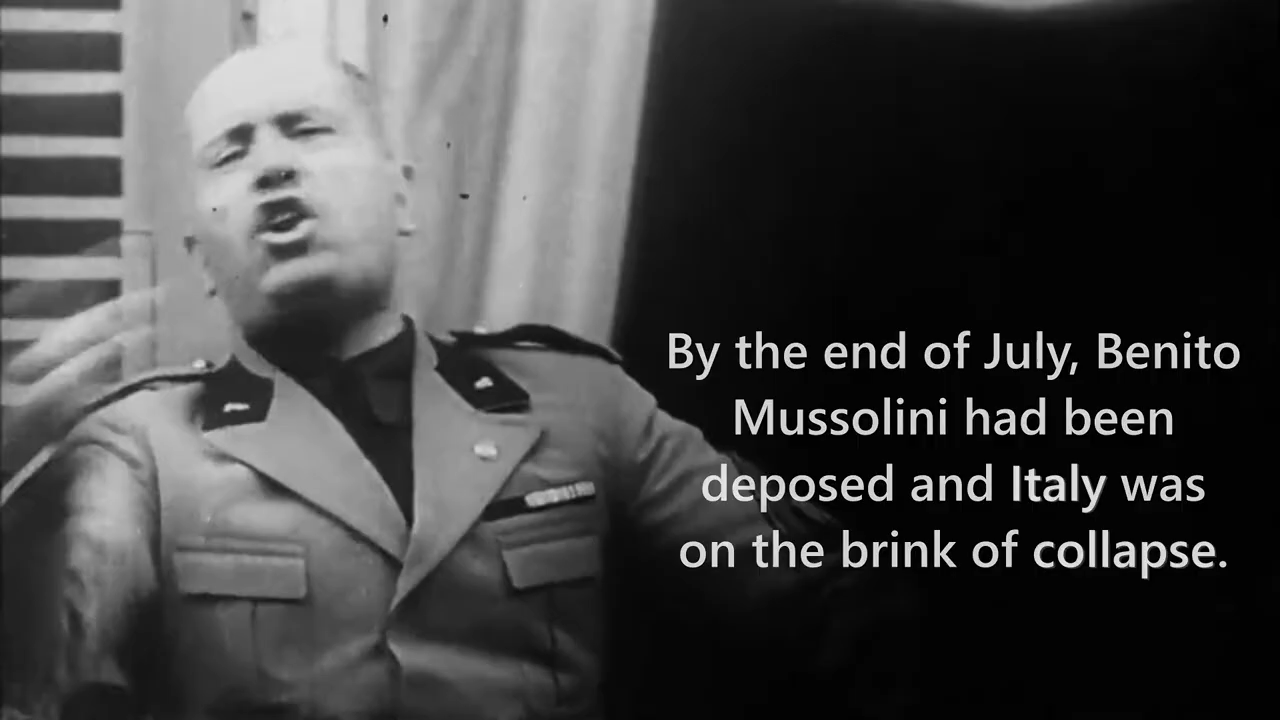 By the end of July, Benito
Mussolini had been
deposed and Italy was
on the brink of collapse.